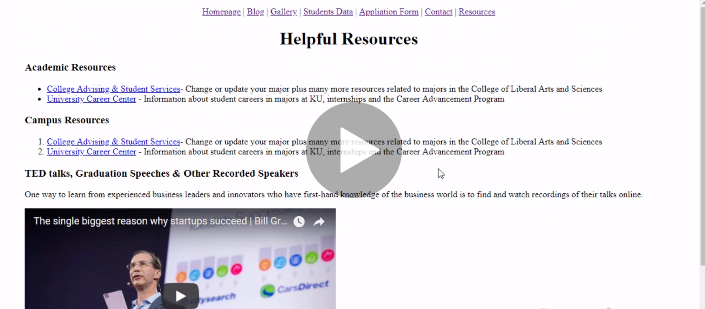 Homepage | Blog | Gallery | Students Data | Appliation Form | Contact | Resources
Helpful Resources
Academic Resources
College Advising & Student Services- Change or update your major plus many more resources related to majors in the College of Liberal Arts and Sciences
University Career Center - Information about student careers in majors at KU, internships and the Career Advancement Program
Campus Resources
1. College Advising & Student Services- Change or update your major plus many more resources related to majors in the College of Liberal Arts and Sciences
2. University Career Center - Information about student careers in majors at KU, internships and the Career Advancement Program
TED talks, Graduation Speeches & Other Recorded Speakers
One way to learn from experienced business leaders and innovators who have first-hand knowledge of the business world is to find and watch recordings of their talks online.
The single biggest reason why startups succeed | Bill Gr...
CarsDirect